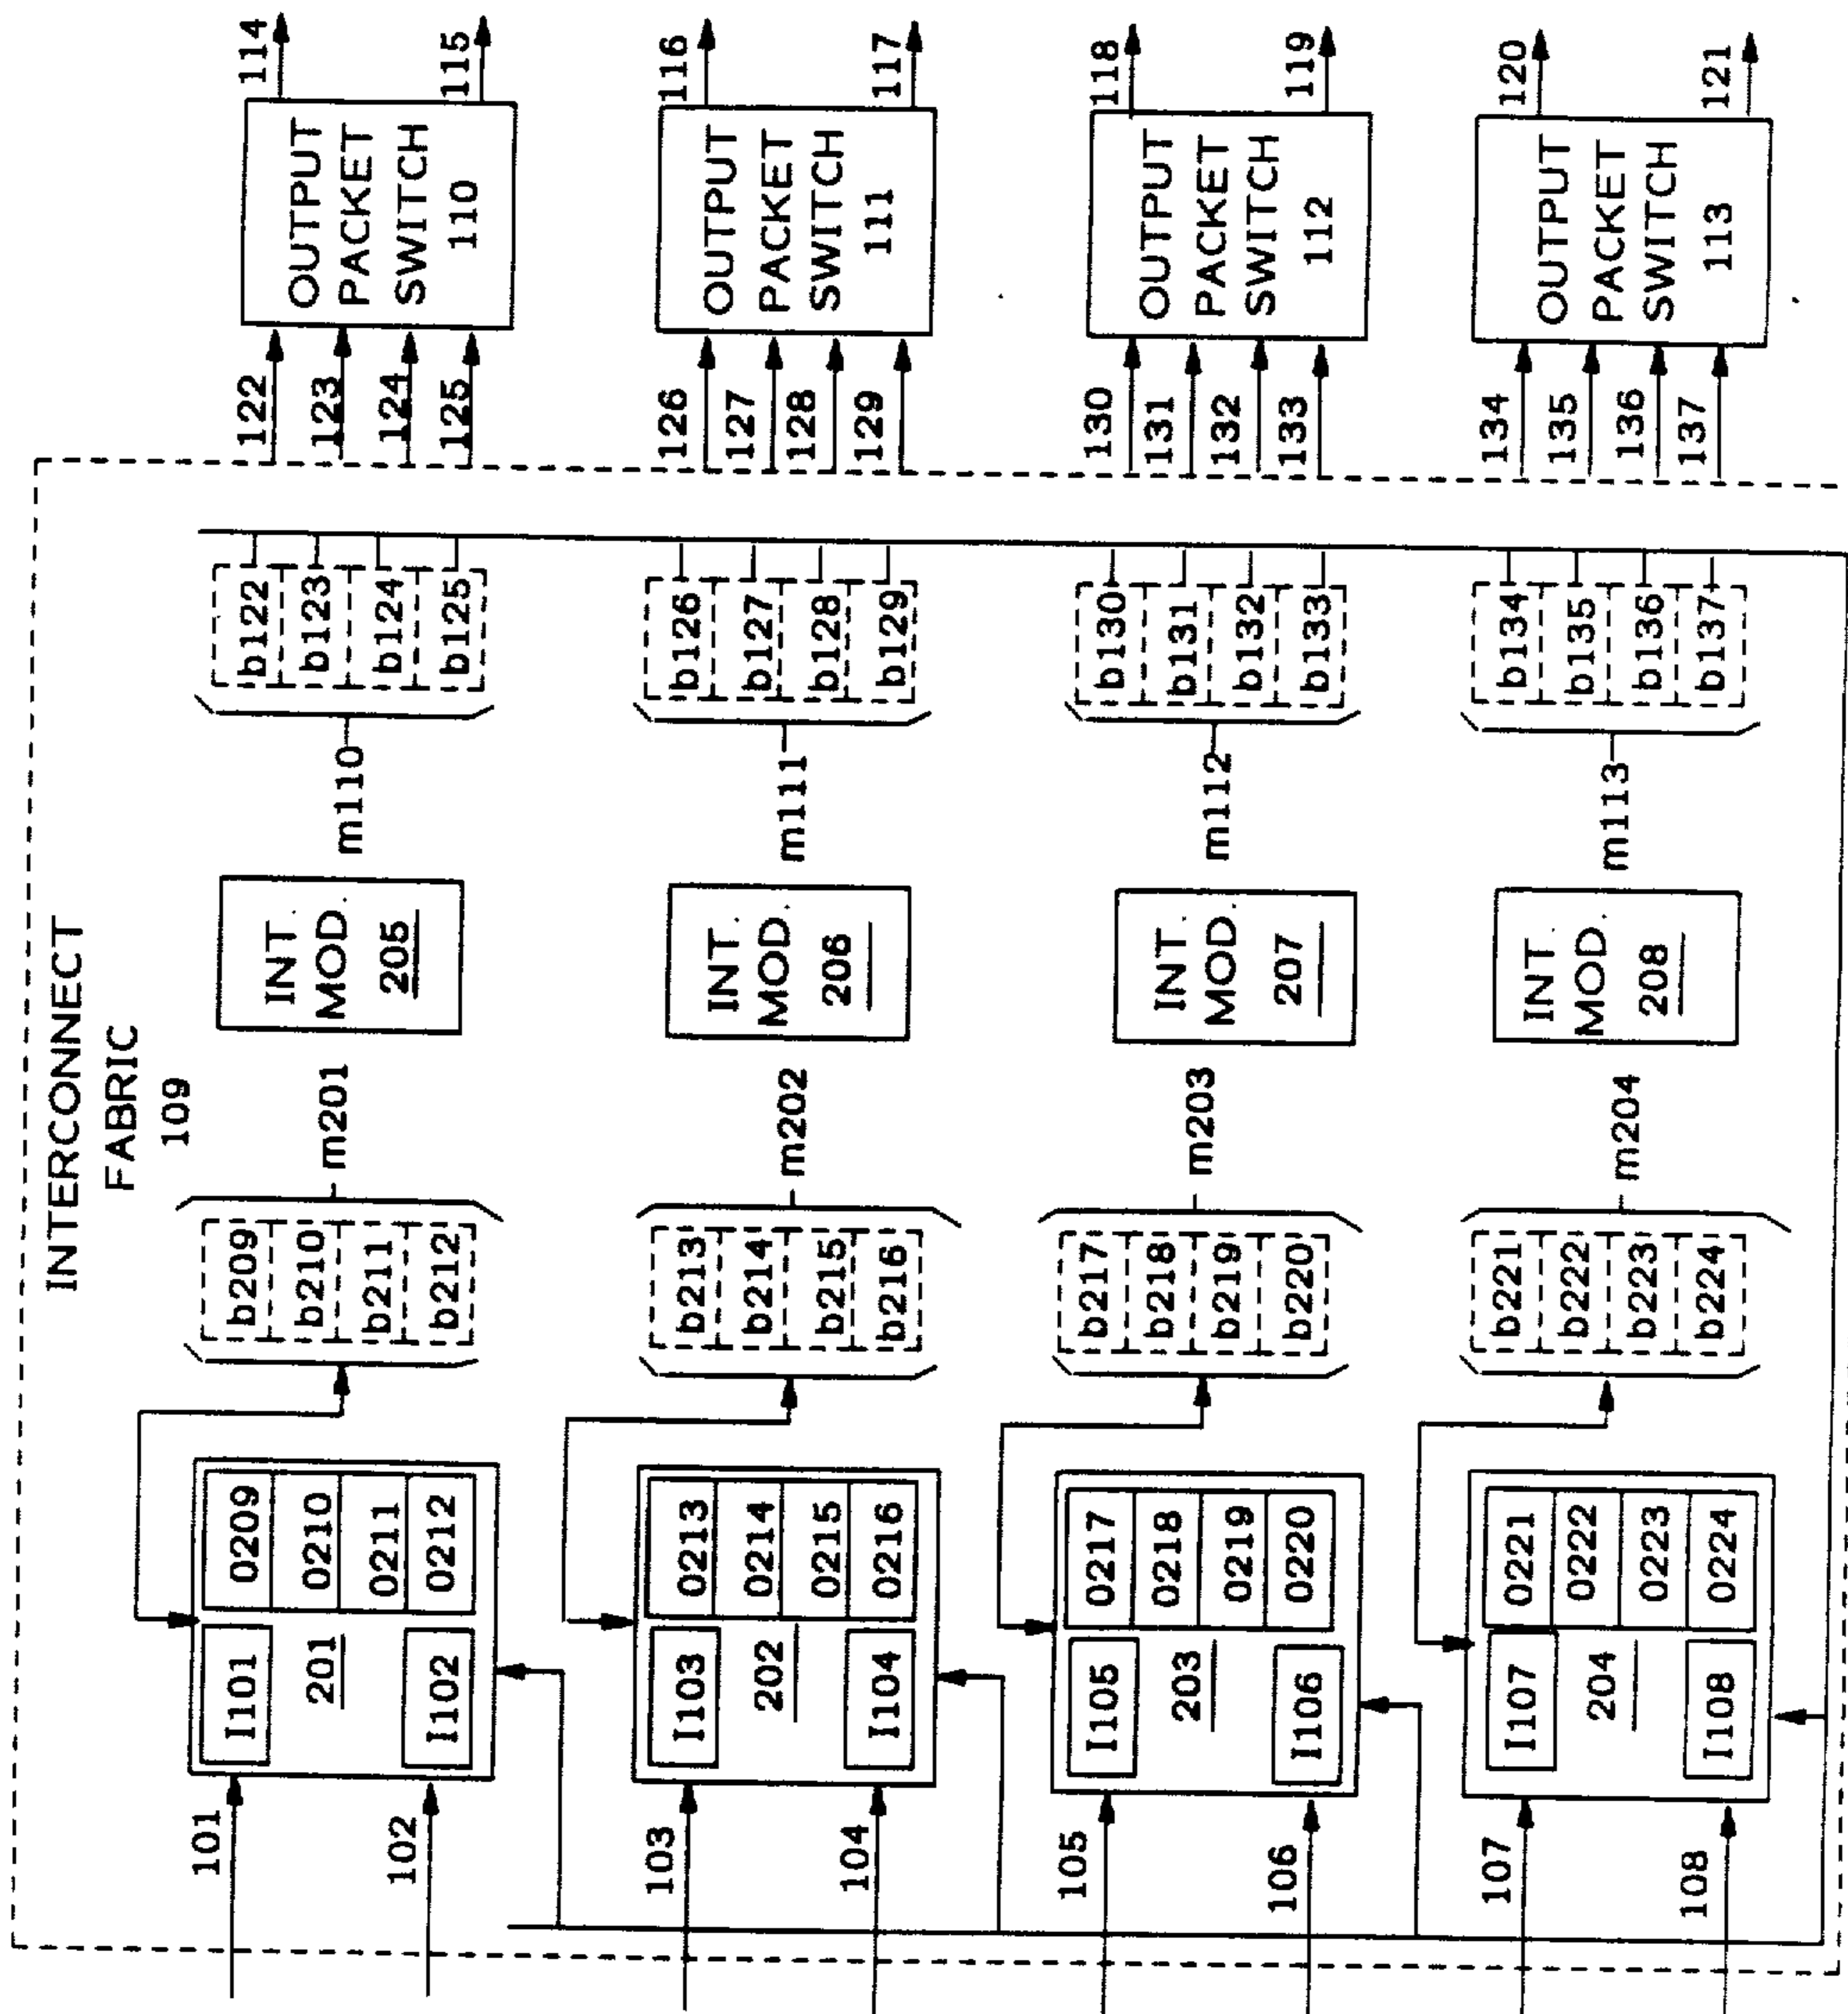 INTERCONNECT
FABRIC
109
101
102
103
104
105
106
107
108
I101
201
I102
0209
0210
0211
0212
I103
202
I104
0213
0214
0215
0216
I105
203
I106
0217
0218
0219
0220
I107
204
I108
0221
0222
0223
0224
b209
b210
b211
b212
m201
b213
b214
b215
b216
m202
b217
b218
b219
b220
m203
b221
b222
b223
b224
m204
INT.
MOD.
205
INT.
MOD.
206
INT.
MOD.
207
INT.
MOD.
208
m110
b122
b123
b124
b125
m111
b126
b127
b128
b129
m112
b130
b131
b132
b133
m113
b134
b135
b136
b137
122
123
124
125
126
127
128
129
130
131
132
133
134
135
136
137
OUTPUT
PACKET
SWITCH
110
OUTPUT
PACKET
SWITCH
111
OUTPUT
PACKET
SWITCH
112
OUTPUT
PACKET
SWITCH
113
114
115
116
117
118
119
120
121